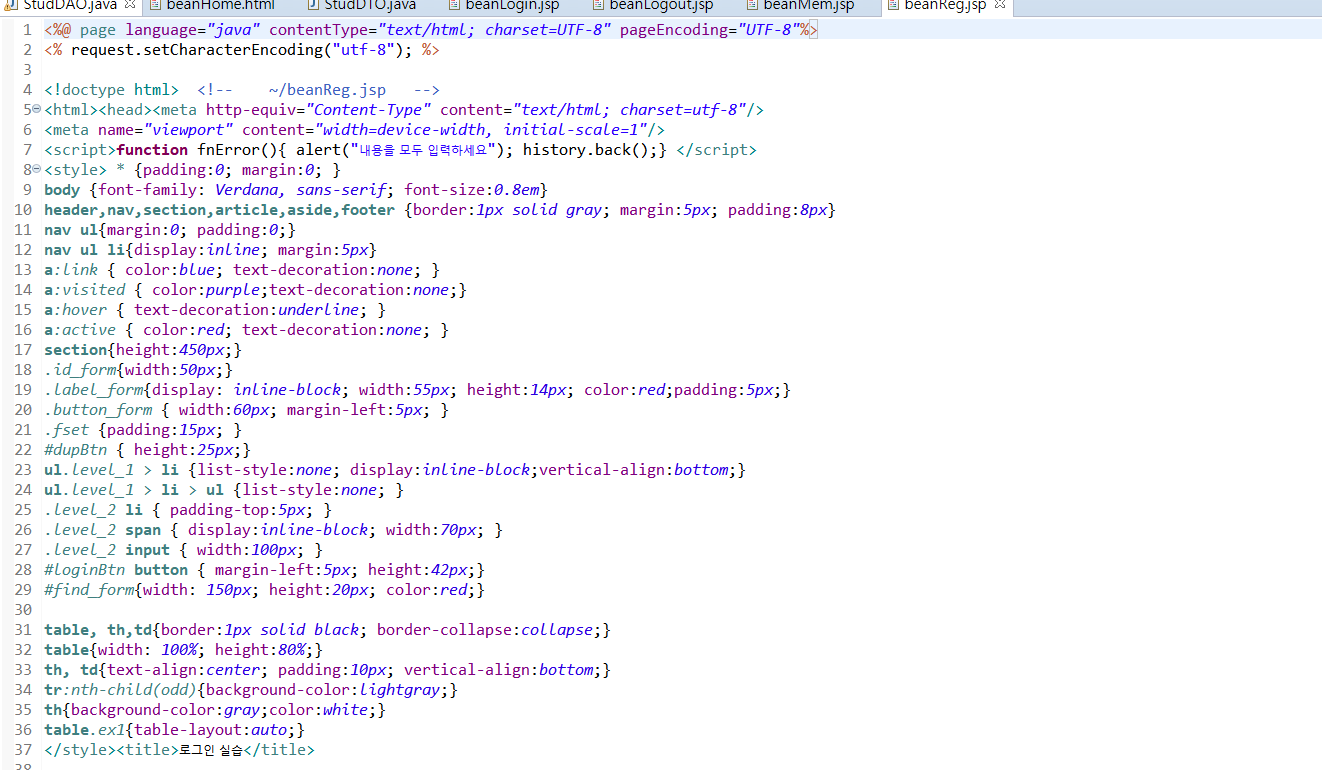 StudDAO.java beanHome.html StudDTO.java beanLogin.jsp beanLogout.jsp beanMem.jsp beanReg.jsp
1 <%@ page language="java" contentType="text/html; charset=UTF-8" pageEncoding="UTF-8"%>
2 <% request.setCharacterEncoding("utf-8"); %>
3
4 <!doctype html>  <!--    ~/beanReg.jsp   -->
5 <html><head><meta http-equiv="Content-Type" content="text/html; charset=utf-8"/>
6 <meta name="viewport" content="width=device-width, initial-scale=1"/>
7 <script>function fnError(){ alert("내용을 모두 입력하세요"); history.back();} </script>
8 <style> * {padding:0; margin:0; }
9 body {font-family: Verdana, sans-serif; font-size:0.8em}
10 header,nav,section,article,aside,footer {border:1px solid gray; margin:5px; padding:8px}
11 nav ul{margin:0; padding:0;}
12 nav ul li{display:inline; margin:5px}
13 a:link { color:blue; text-decoration:none; }
14 a:visited { color:purple;text-decoration:none;}
15 a:hover { text-decoration:underline; }
16 a:active { color:red; text-decoration:none; }
17 section{height:450px;}
18 .id_form{width:50px;}
19 .label_form{display: inline-block; width:55px; height:14px; color:red;padding:5px;}
20 .button_form { width:60px; margin-left:5px; }
21 .fset {padding:15px; }
22 #dupBtn { height:25px;}
23 ul.level_1 > li {list-style:none; display:inline-block;vertical-align:bottom;}
24 ul.level_1 > li > ul {list-style:none; }
25 .level_2 li { padding-top:5px; }
26 .level_2 span { display:inline-block; width:70px; }
27 .level_2 input { width:100px; }
28 #loginBtn button { margin-left:5px; height:42px;}
29 #find_form{width: 150px; height:20px; color:red;}
30
31 table, th,td{border:1px solid black; border-collapse:collapse;}
32 table{width: 100%; height:80%;}
33 th, td{text-align:center; padding:10px; vertical-align:bottom;}
34 tr:nth-child(odd){background-color:lightgray;}
35 th{background-color:gray;color:white;}
36 table.ex1{table-layout:auto;}
37 </style><title>로그인 실습</title>
38